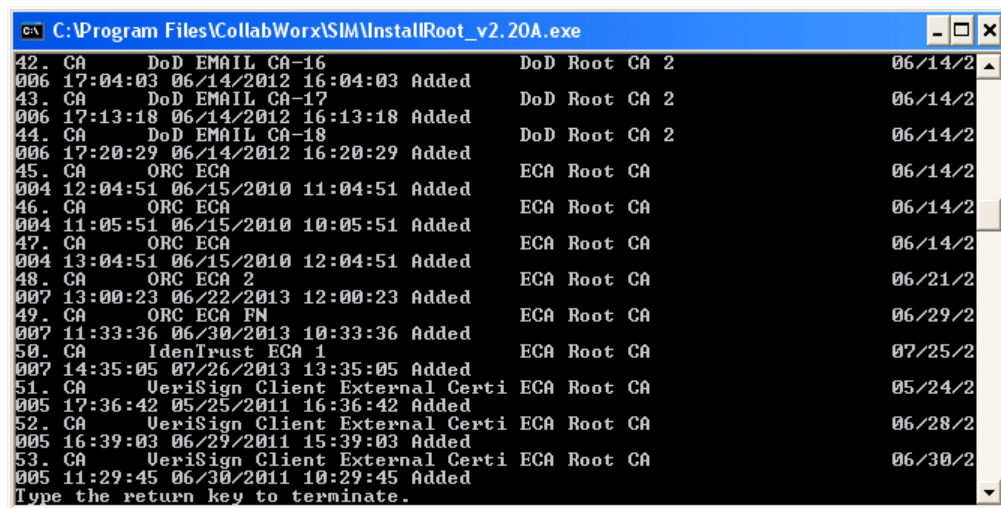 C:\Program Files\CollabWorx\SIM\InstallRoot_v2.20A.exe
42. CA DoD EMAIL CA-16 DoD Root CA 2 06/14/2
006 17:04:03 06/14/2012 16:04:03 Added
43. CA DoD EMAIL CA-17 DoD Root CA 2 06/14/2
006 17:13:18 06/14/2012 16:13:18 Added
44. CA DoD EMAIL CA-18 DoD Root CA 2 06/14/2
006 17:20:29 06/14/2012 16:20:29 Added
45. CA ORC ECA ECA Root CA 06/14/2
004 12:04:51 06/15/2010 11:04:51 Added
46. CA ORC ECA ECA Root CA 06/14/2
004 11:05:51 06/15/2010 10:05:51 Added
47. CA ORC ECA ECA Root CA 06/14/2
004 13:04:51 06/15/2010 12:04:51 Added
48. CA ORC ECA 2 ECA Root CA 06/21/2
007 13:00:23 06/22/2013 12:00:23 Added
49. CA ORC ECA FN ECA Root CA 06/29/2
007 11:33:36 06/30/2013 10:33:36 Added
50. CA IdenTrust ECA 1 ECA Root CA 07/25/2
007 14:35:05 07/26/2013 13:35:05 Added
51. CA VeriSign Client External Certi ECA Root CA 05/24/2
005 17:36:42 05/25/2011 16:36:42 Added
52. CA VeriSign Client External Certi ECA Root CA 06/28/2
005 16:39:03 06/29/2011 15:39:03 Added
53. CA VeriSign Client External Certi ECA Root CA 06/30/2
005 11:29:45 06/30/2011 10:29:45 Added
Type the return key to terminate.